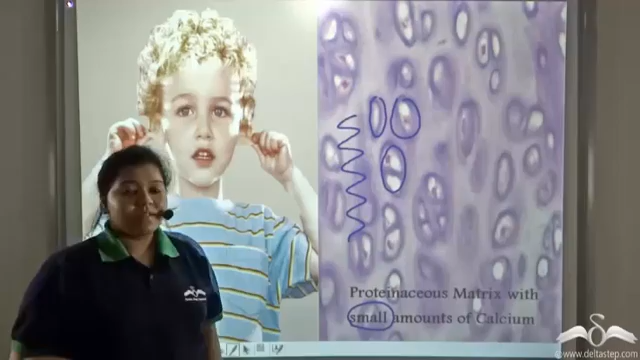 Proteinaceous Matrix with
small amounts of Calcium
© www.deltastep.com